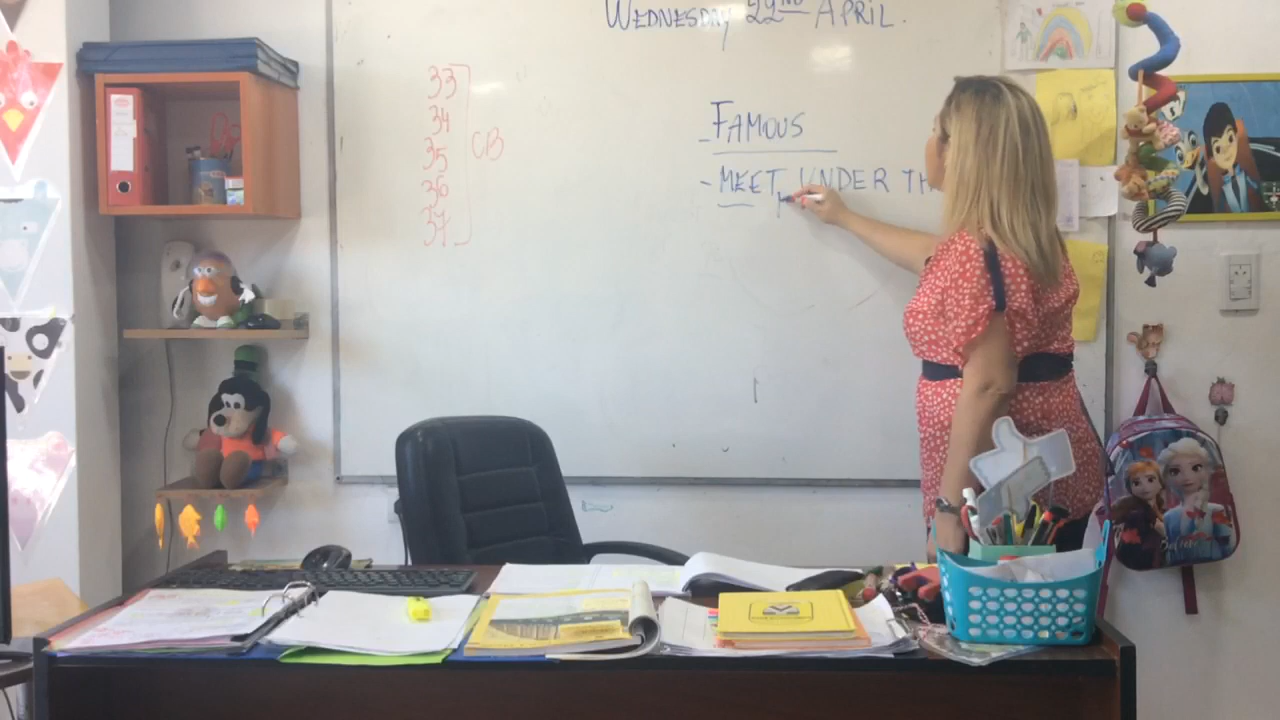 WEDNESDAY 22ND APRIL.
33
34
35
36
37
CB
- FAMOUS
- MEET UNDER TH